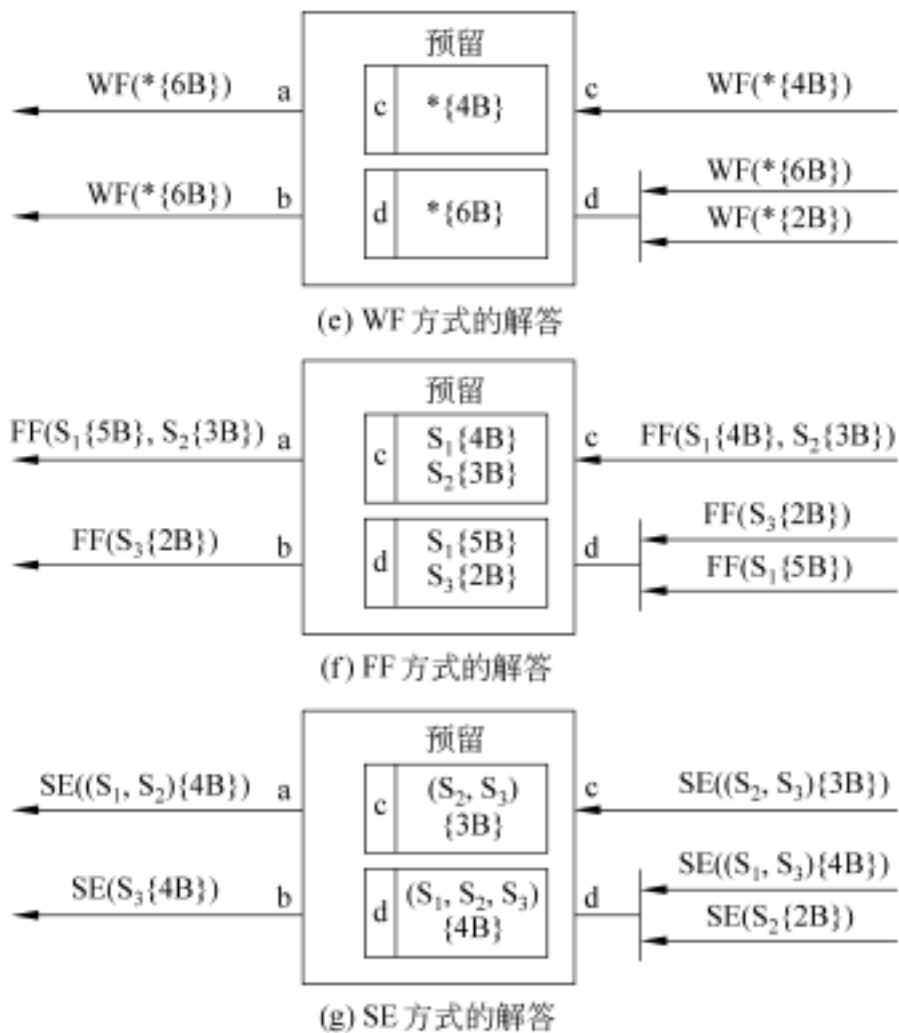 预留
WF(*{6B})
a
c
*{4B}
c
WF(*{4B})
WF(*{6B})
b
d
*{6B}
d
WF(*{6B})
WF(*{2B})
(e) WF 方式的解答
预留
FF(S₁{5B}, S₂{3B})
a
c
S₁{4B}
S₂{3B}
c
FF(S₁{4B}, S₂{3B})
FF(S₃{2B})
b
d
S₁{5B}
S₃{2B}
d
FF(S₃{2B})
FF(S₁{5B})
(f) FF 方式的解答
预留
SE((S₁, S₂){4B})
a
c
(S₂, S₃)
{3B}
c
SE((S₂, S₃){3B})
SE(S₃{4B})
b
d
(S₁, S₂, S₃)
{4B}
d
SE((S₁, S₃){4B})
SE(S₂{2B})
(g) SE 方式的解答